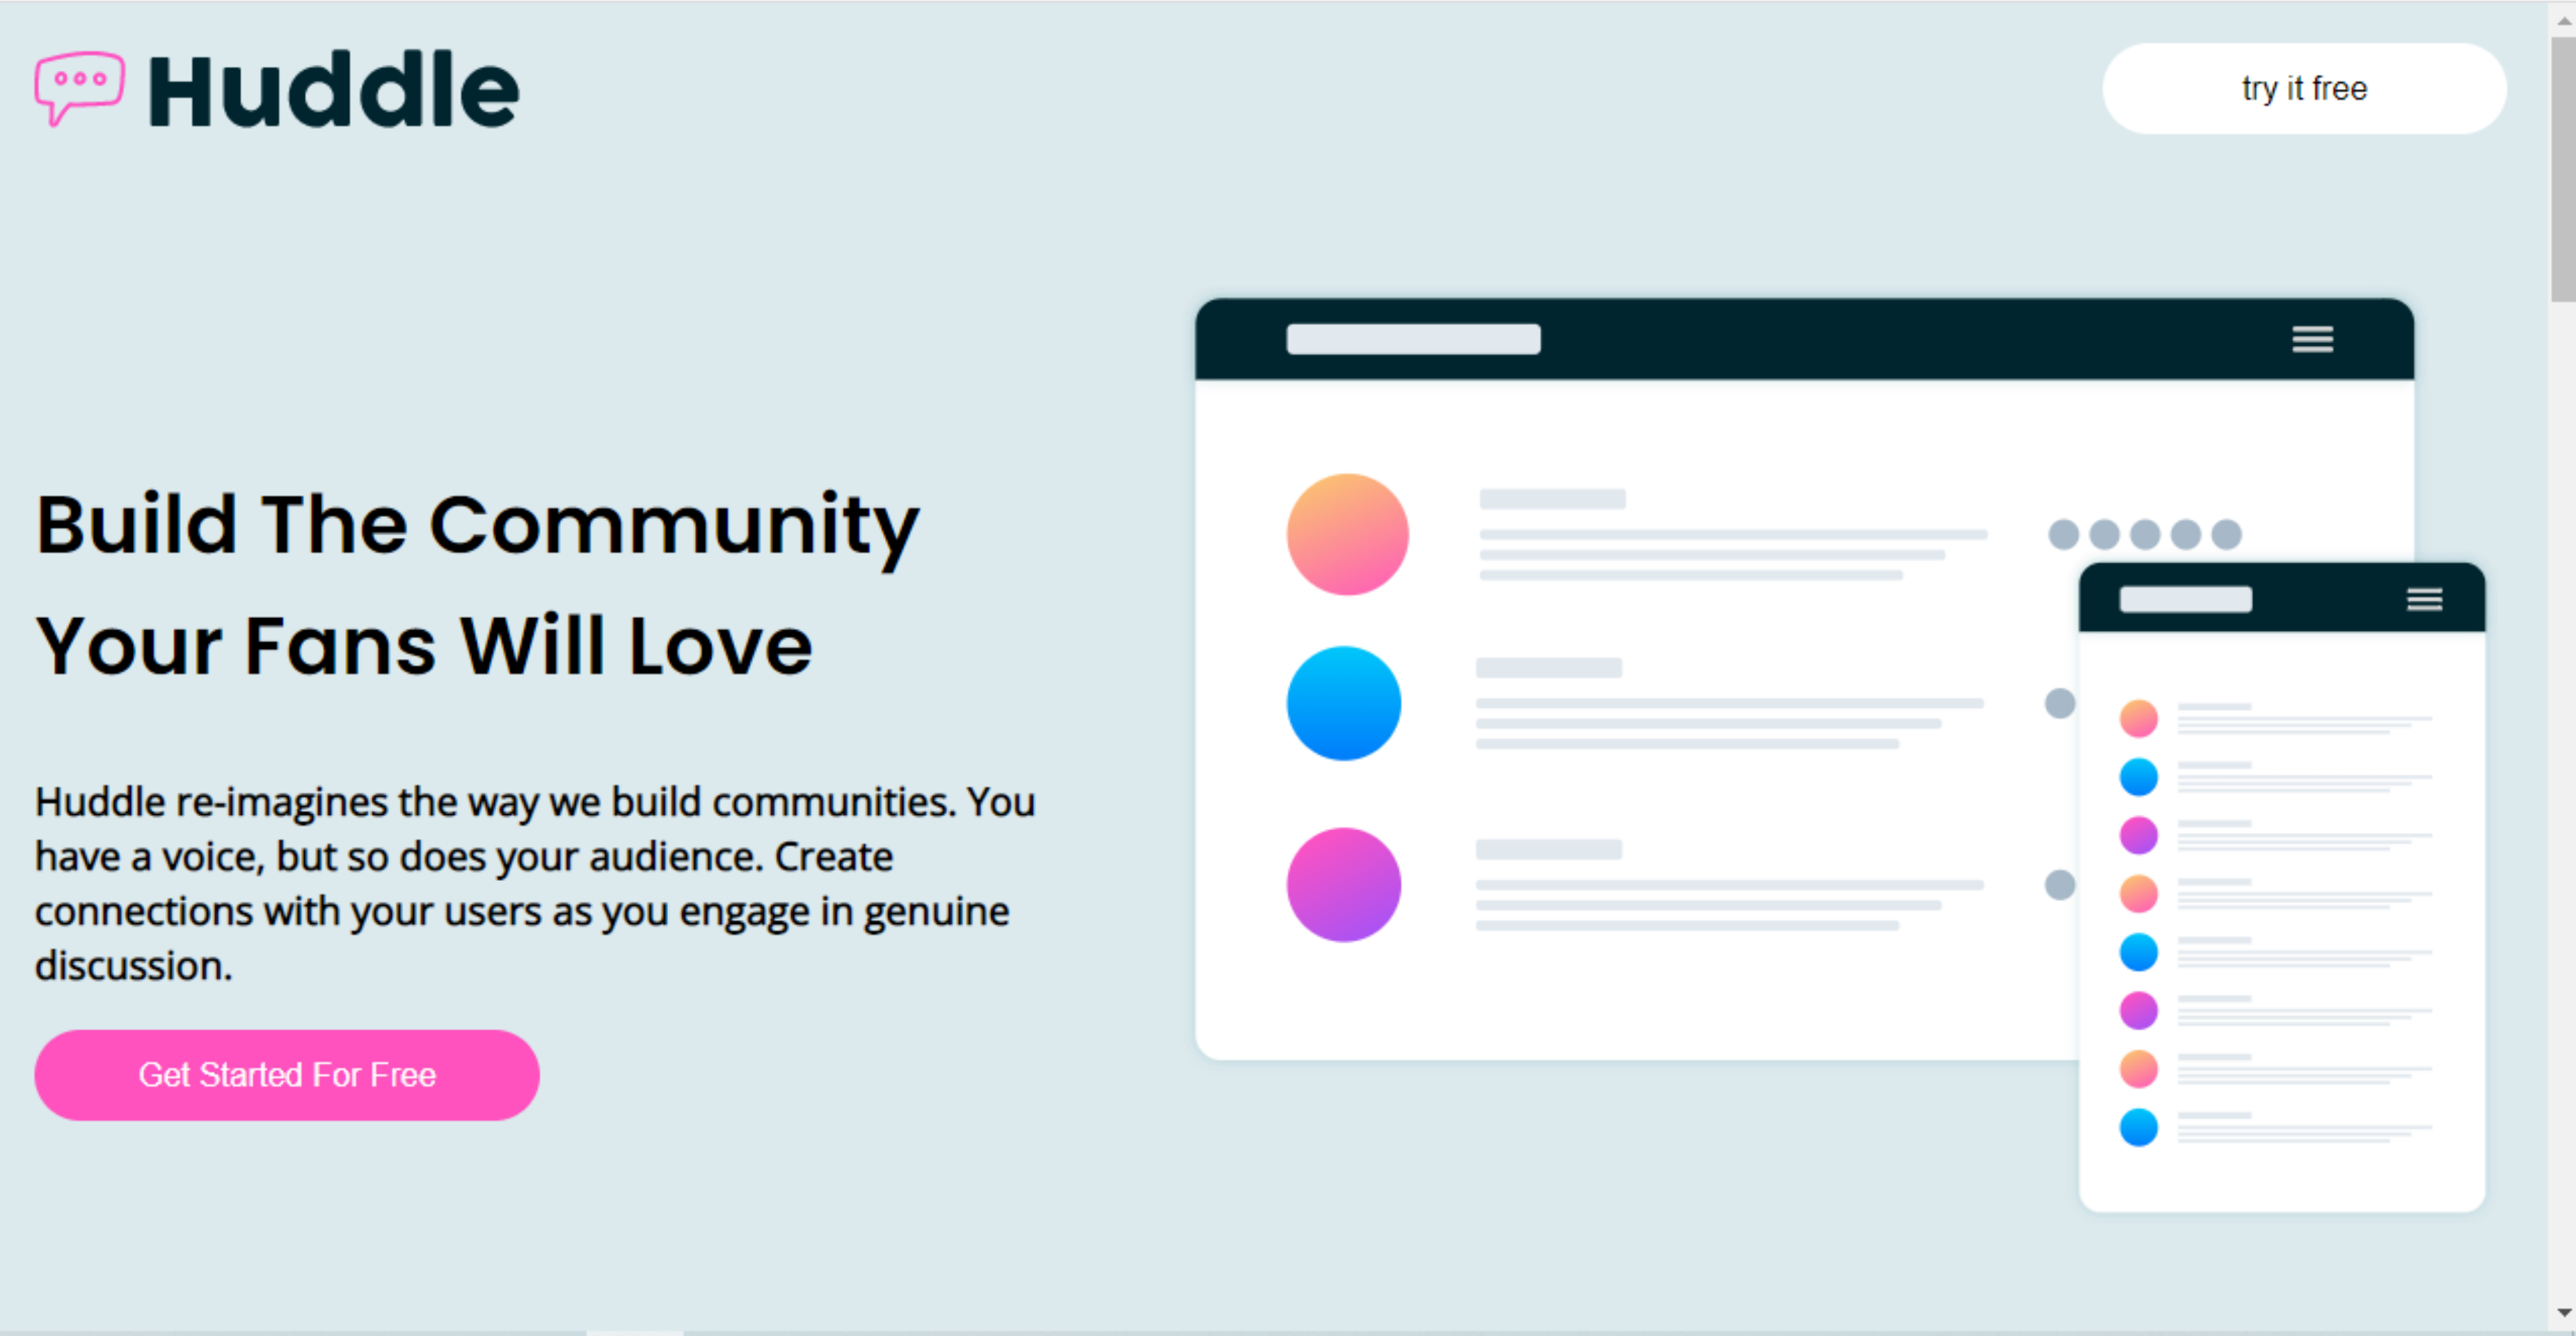 Huddle
try it free
Build The Community
Your Fans Will Love
Huddle re-imagines the way we build communities. You
have a voice, but so does your audience. Create
connections with your users as you engage in genuine
discussion.
Get Started For Free